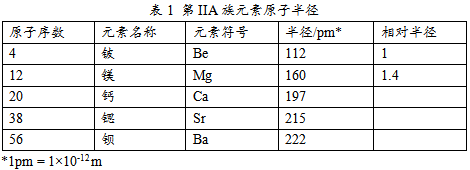 表 1 第 IIA 族元素原子半径
原子序数 元素名称 元素符号 半径/pm* 相对半径
4 铍 Be 112 1
12 镁 Mg 160 1.4
20 钙 Ca 197
38 锶 Sr 215
56 钡 Ba 222
*1pm = 1×10⁻¹²m